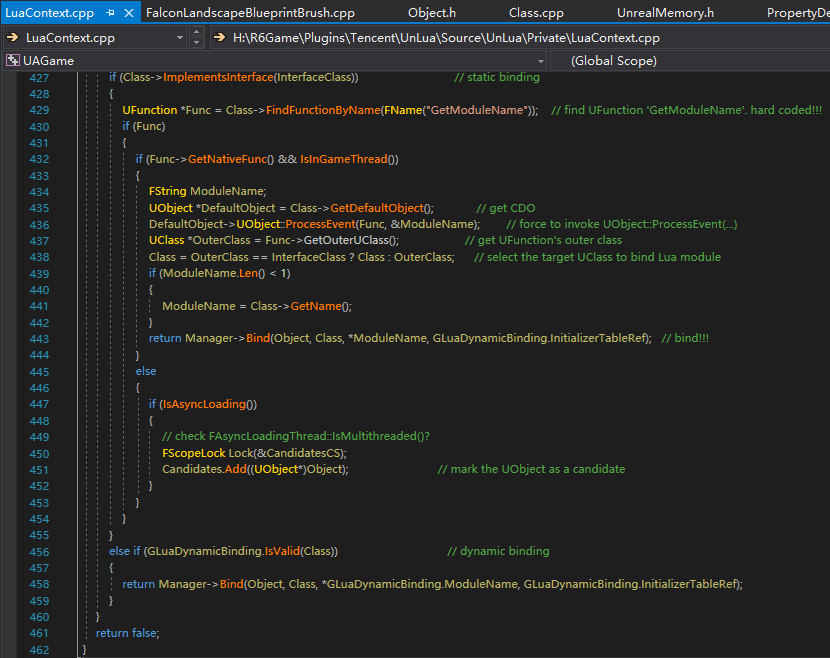 LuaContext.cpp FalconLandscapeBlueprintBrush.cpp Object.h Class.cpp UnrealMemory.h PropertyDe
LuaContext.cpp H:\R6Game\Plugins\Tencent\UnLua\Source\UnLua\Private\LuaContext.cpp
UAGame (Global Scope)
427 if (Class->ImplementsInterface(InterfaceClass)) // static binding
428 {
429 UFunction *Func = Class->FindFunctionByName(FName("GetModuleName")); // find UFunction 'GetModuleName'. hard coded!!!
430 if (Func)
431 {
432 if (Func->GetNativeFunc() && IsInGameThread())
433 {
434 FString ModuleName;
435 UObject *DefaultObject = Class->GetDefaultObject(); // get CDO
436 DefaultObject->UObject::ProcessEvent(Func, &ModuleName); // force to invoke UObject::ProcessEvent(...)
437 UClass *OuterClass = Func->GetOuterUClass(); // get UFunction's outer class
438 Class = OuterClass == InterfaceClass ? Class : OuterClass; // select the target UClass to bind Lua module
439 if (ModuleName.Len() < 1)
440 {
441 ModuleName = Class->GetName();
442 }
443 return Manager->Bind(Object, Class, *ModuleName, GLuaDynamicBinding.InitializerTableRef); // bind!!!
444 }
445 else
446 {
447 if (IsAsyncLoading())
448 {
449 // check FAsyncLoadingThread::IsMultithreaded()?
450 FScopeLock Lock(&CandidatesCS);
451 Candidates.Add((UObject*)Object); // mark the UObject as a candidate
452 }
453 }
454 }
455 }
456 else if (GLuaDynamicBinding.IsValid(Class)) // dynamic binding
457 {
458 return Manager->Bind(Object, Class, *GLuaDynamicBinding.ModuleName, GLuaDynamicBinding.InitializerTableRef);
459 }
460 }
461 return false;
462 }